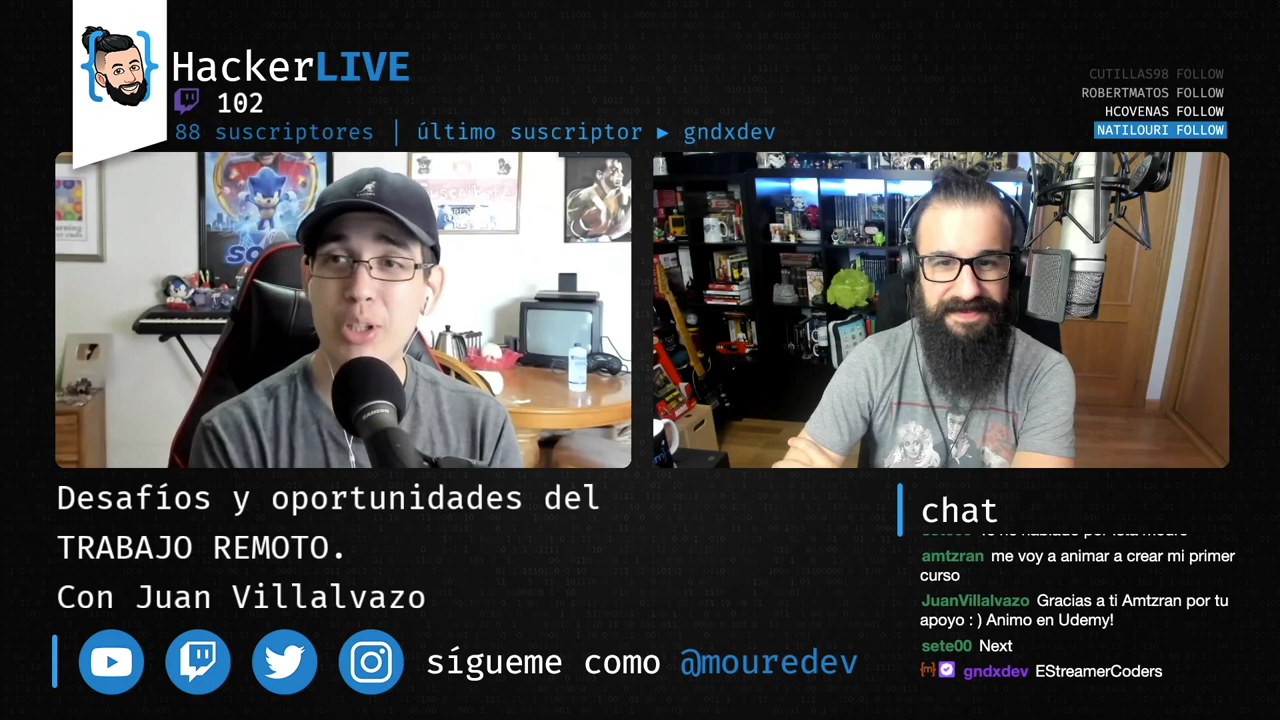 HackerLIVE
102
88 suscriptores | último suscriptor ▸ gndxdev
CUTILLAS98 FOLLOW
ROBERTMATOS FOLLOW
HCOVENAS FOLLOW
NATILOURI FOLLOW
Desafíos y oportunidades del
TRABAJO REMOTO.
Con Juan Villalvazo
sígueme como @mouredev
chat
amtzran me voy a animar a crear mi primer
curso
JuanVillalvazo Gracias a ti Amtzran por tu
apoyo : ) Animo en Udemy!
sete00 Next
gndxdev EStreamerCoders